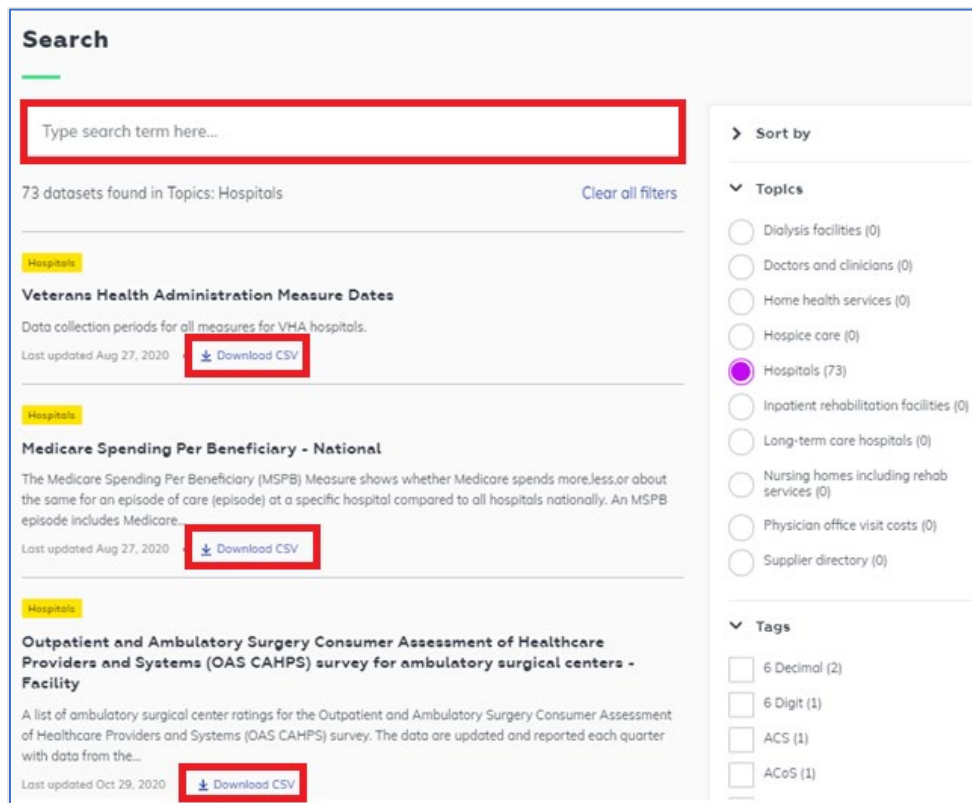 Search
Type search term here...
73 datasets found in Topics: Hospitals
Clear all filters
Hospitals
Veterans Health Administration Measure Dates
Data collection periods for all measures for VHA hospitals.
Last updated Aug 27, 2020
Download CSV
Hospitals
Medicare Spending Per Beneficiary - National
The Medicare Spending Per Beneficiary (MSPB) Measure shows whether Medicare spends more,less,or about
the same for an episode of care (episode) at a specific hospital compared to all hospitals nationally. An MSPB
episode includes Medicare...
Last updated Aug 27, 2020
Download CSV
Hospitals
Outpatient and Ambulatory Surgery Consumer Assessment of Healthcare
Providers and Systems (OAS CAHPS) survey for ambulatory surgical centers -
Facility
A list of ambulatory surgical center ratings for the Outpatient and Ambulatory Surgery Consumer Assessment
of Healthcare Providers and Systems (OAS CAHPS) survey. The data are updated and reported each quarter
with data from the...
Last updated Oct 29, 2020
Download CSV
Sort by
Topics
Dialysis facilities (0)
Doctors and clinicians (0)
Home health services (0)
Hospice care (0)
Hospitals (73)
Inpatient rehabilitation facilities (0)
Long-term care hospitals (0)
Nursing homes including rehab
services (0)
Physician office visit costs (0)
Supplier directory (0)
Tags
6 Decimal (2)
6 Digit (1)
ACS (1)
ACoS (1)